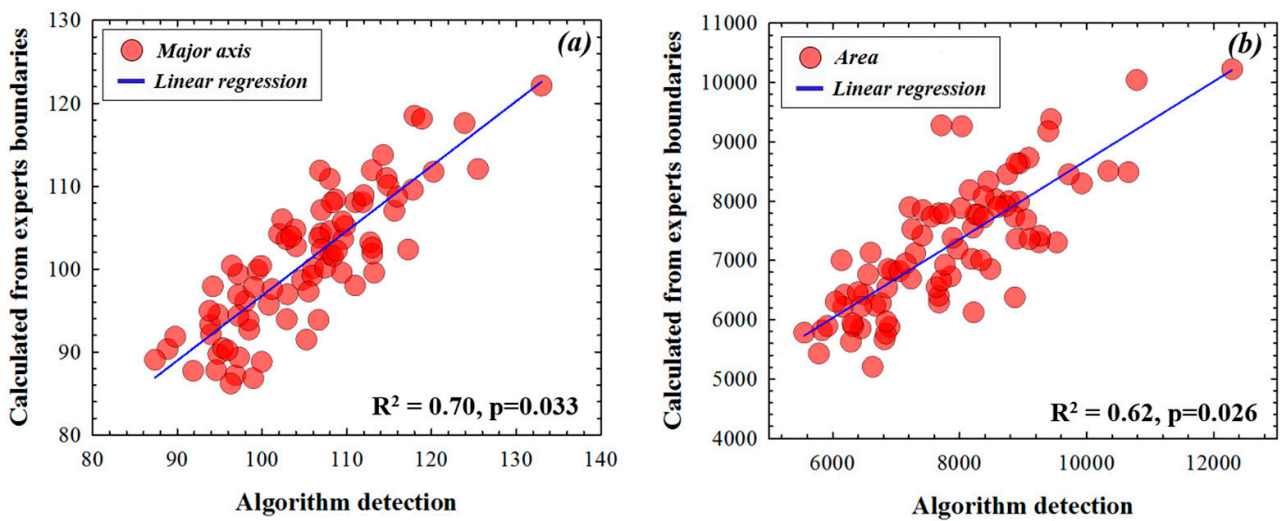 (a)
Major axis
Linear regression
Calculated from experts boundaries
130
120
110
100
90
80
R² = 0.70, p=0.033
80 90 100 110 120 130 140
Algorithm detection
(b)
Area
Linear regression
Calculated from experts boundaries
11000
10000
9000
8000
7000
6000
5000
4000
R² = 0.62, p=0.026
6000 8000 10000 12000
Algorithm detection